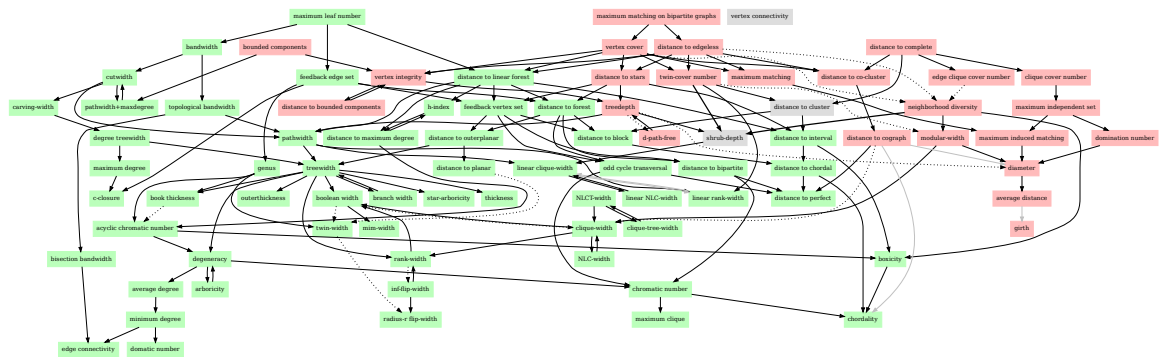 maximum leaf number
maximum matching on bipartite graphs
vertex connectivity
bandwidth
bounded components
vertex cover
distance to edgeless
distance to complete
cutwidth
feedback edge set
vertex integrity
distance to linear forest
distance to stars
twin-cover number
maximum matching
distance to co-cluster
edge clique cover number
clique cover number
carving-width
pathwidth+maxdegree
topological bandwidth
distance to bounded components
h-index
feedback vertex set
distance to forest
treedepth
distance to cluster
neighborhood diversity
maximum independent set
degree treewidth
pathwidth
distance to maximum degree
distance to outerplanar
distance to block
d-path-free
shrub-depth
distance to interval
distance to cograph
modular-width
maximum induced matching
domination number
maximum degree
genus
treewidth
distance to planar
linear clique-width
odd cycle transversal
distance to bipartite
distance to chordal
diameter
c-closure
book thickness
outerthickness
boolean width
branch width
star-arboricity
thickness
NLCT-width
linear NLC-width
linear rank-width
distance to perfect
average distance
acyclic chromatic number
twin-width
mim-width
clique-width
clique-tree-width
girth
bisection bandwidth
degeneracy
rank-width
NLC-width
boxicity
average degree
arboricity
inf-flip-width
chromatic number
minimum degree
radius-r flip-width
maximum clique
chordality
edge connectivity
domatic number